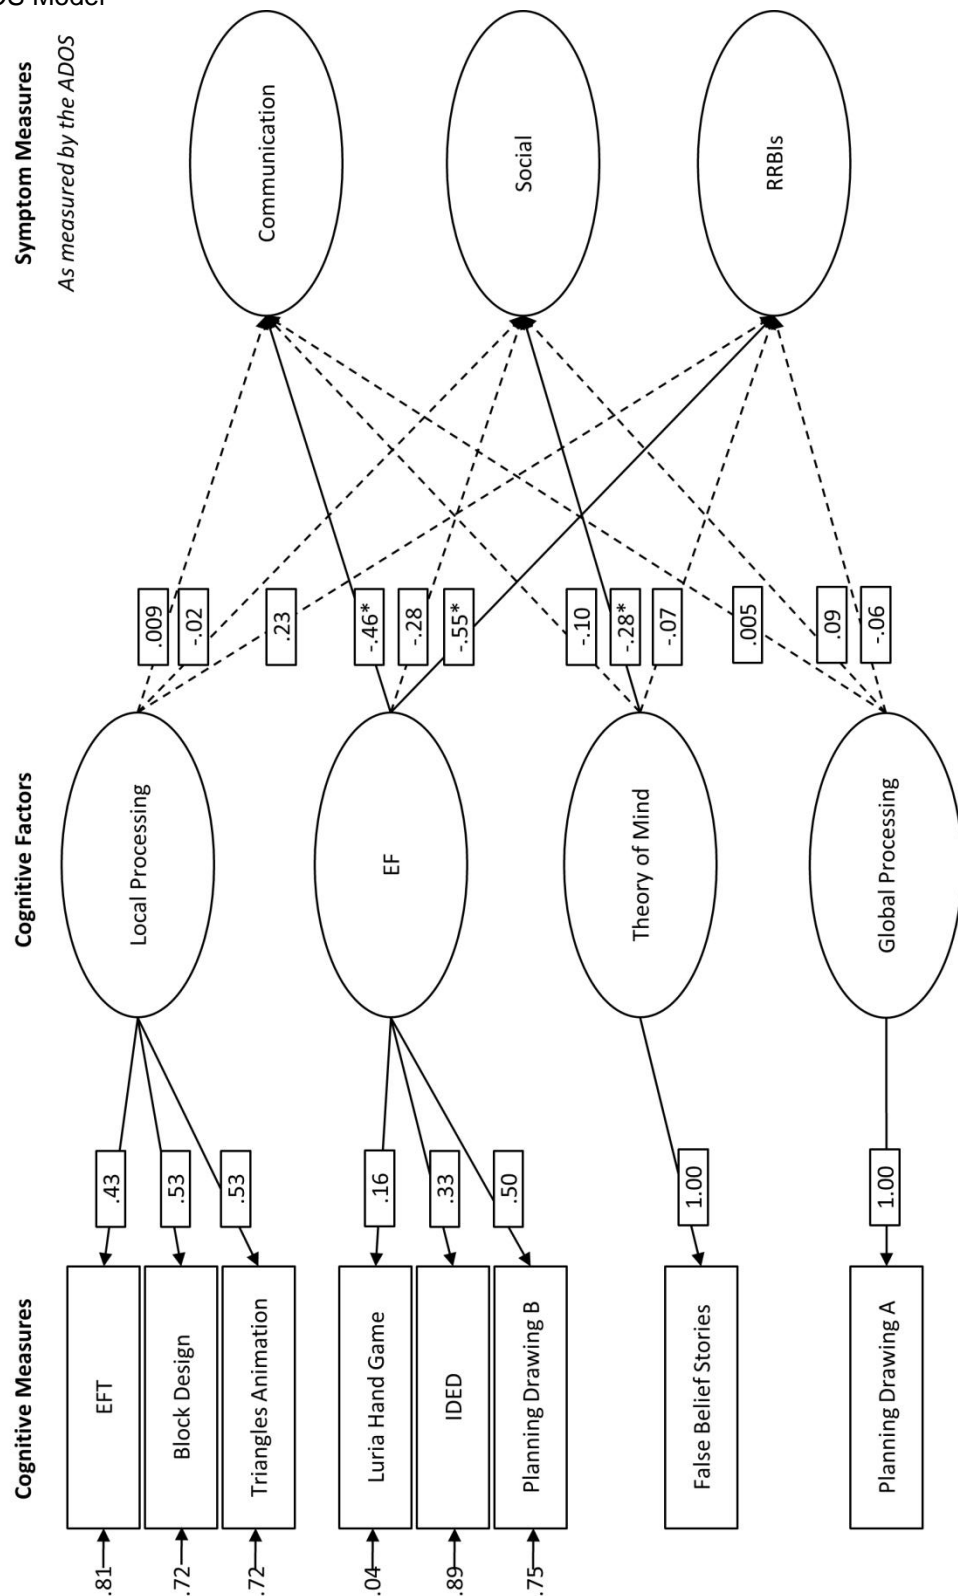 OS Model
Cognitive Measures
Cognitive Factors
Symptom Measures
As measured by the ADOS
.81
EFT
.43
.72
Block Design
.53
.72
Triangles Animation
.53
Local Processing
.009
-.02
.23
Communication
.04
Luria Hand Game
.16
.89
IDED
.33
.75
Planning Drawing B
.50
EF
-.46*
-.28
-.55*
Social
False Belief Stories
1.00
Theory of Mind
-.10
-.28*
-.07
RRBIs
Planning Drawing A
1.00
Global Processing
.005
.09
-.06